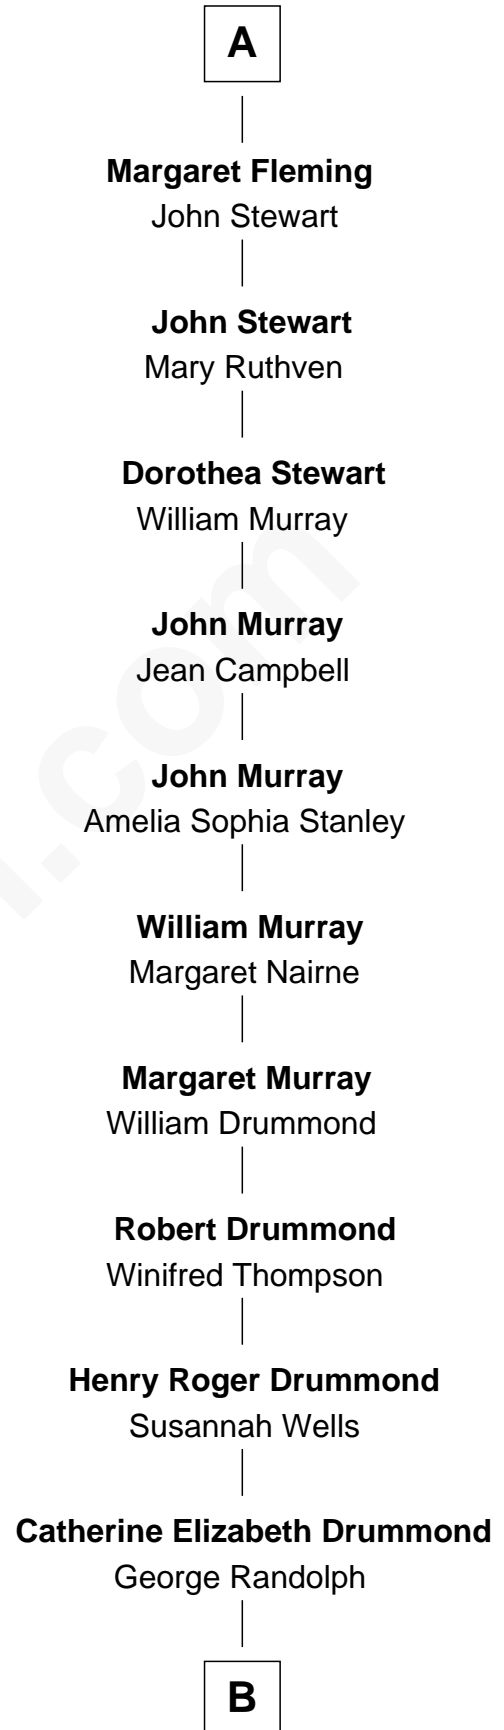 A
Margaret Fleming
John Stewart
John Stewart
Mary Ruthven
Dorothea Stewart
William Murray
John Murray
Jean Campbell
John Murray
Amelia Sophia Stanley
William Murray
Margaret Nairne
Margaret Murray
William Drummond
Robert Drummond
Winifred Thompson
Henry Roger Drummond
Susannah Wells
Catherine Elizabeth Drummond
George Randolph
B